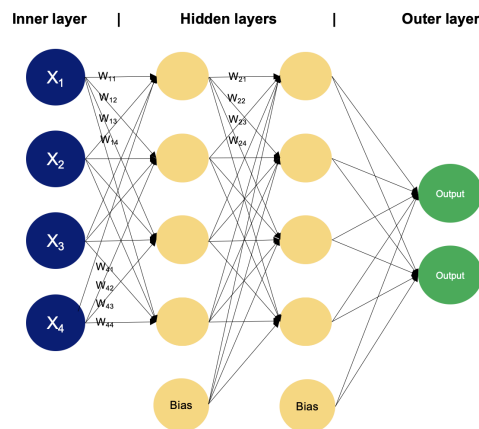 Inner layer | Hidden layers | Outer layer
X1
W11
W12
W13
W14
W21
W22
W23
W24
X2
X3
X4
W41
W42
W43
W44
Output
Output
Bias
Bias